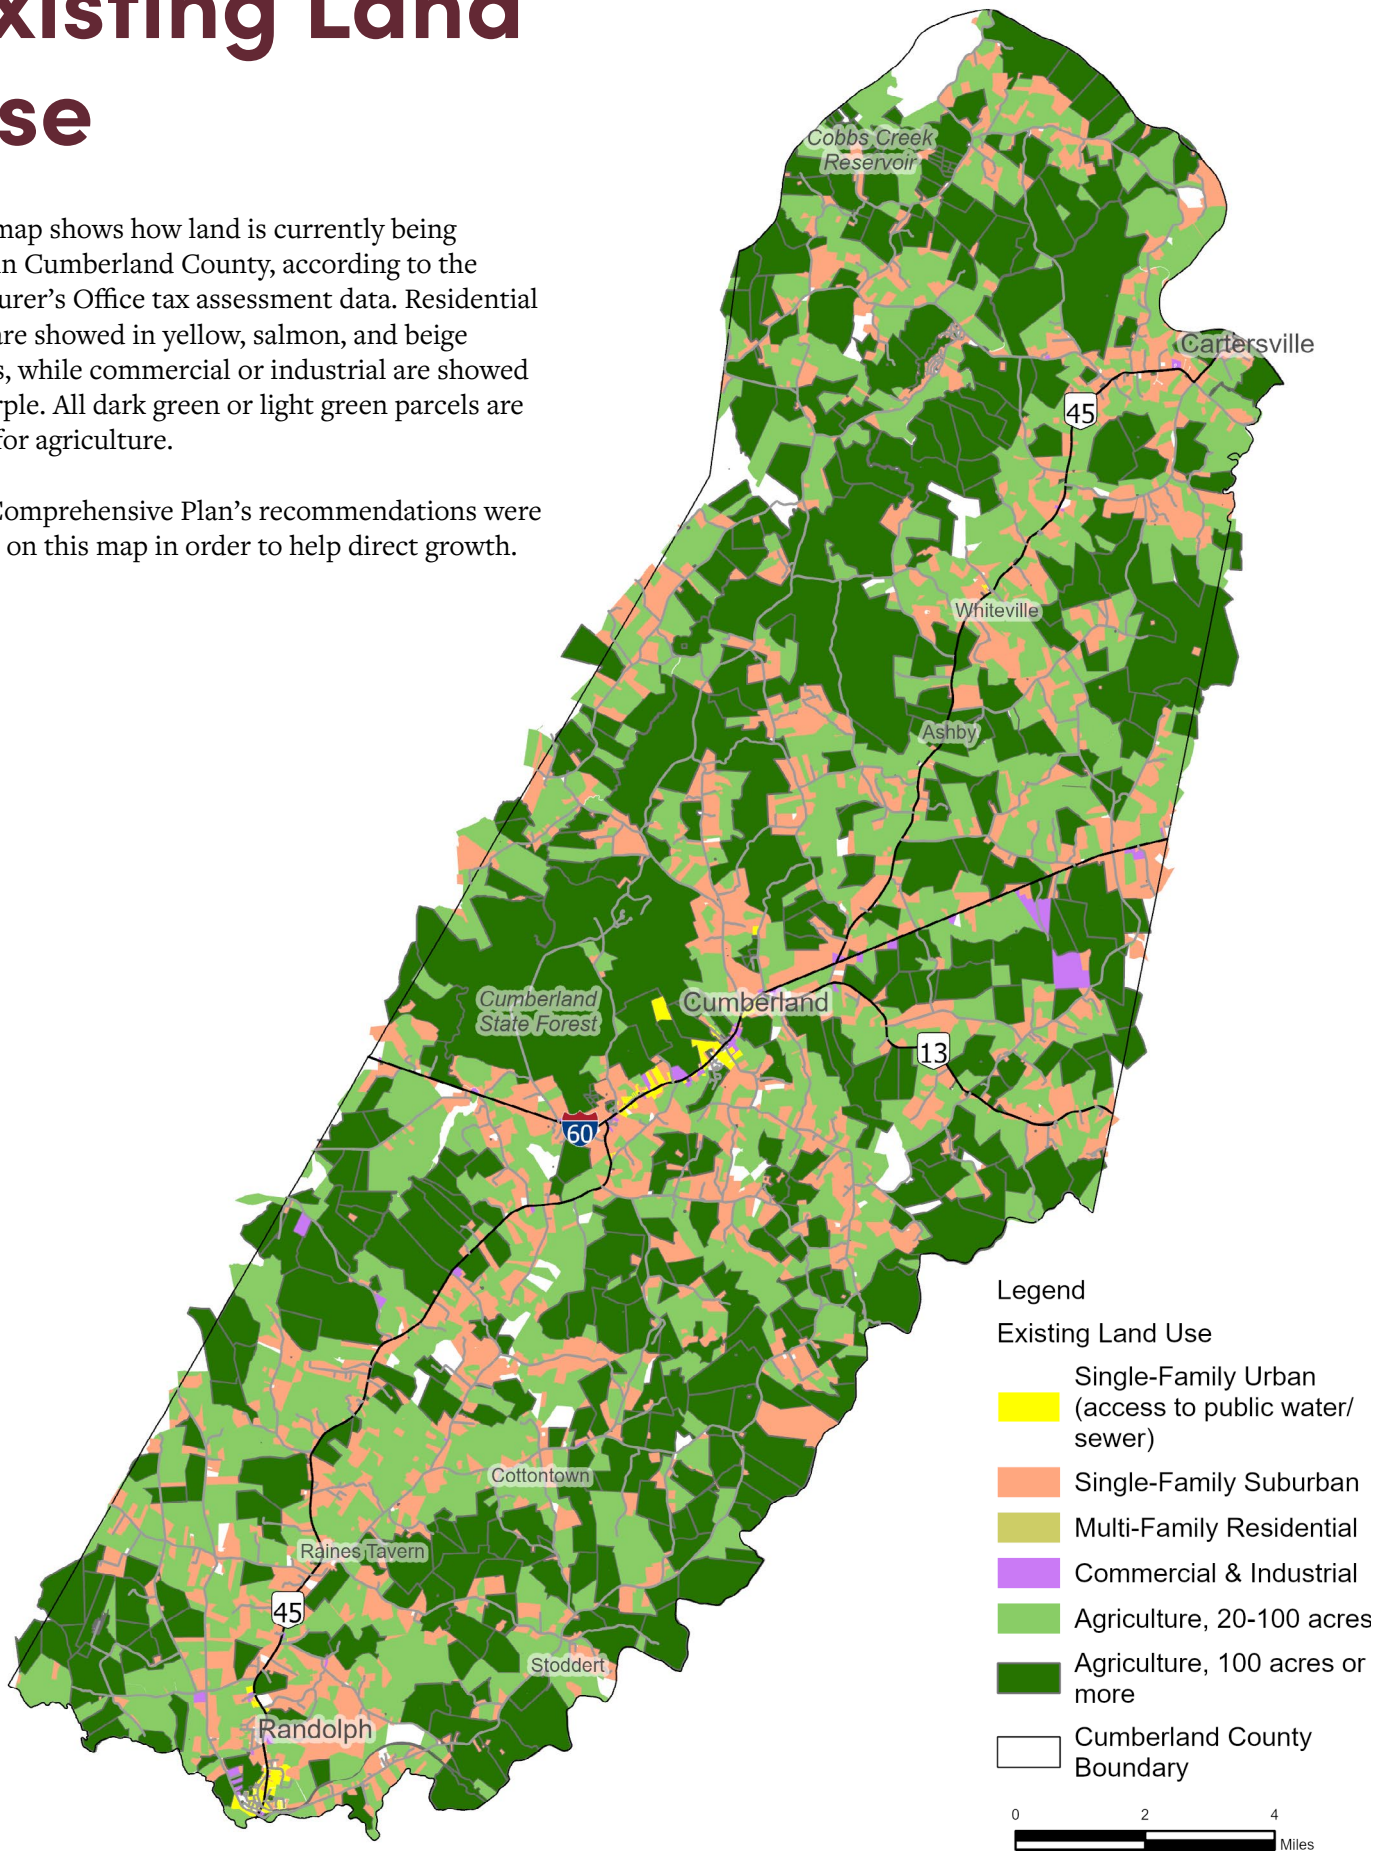 xisting Land
se
map shows how land is currently being
in Cumberland County, according to the
urer's Office tax assessment data. Residential
are showed in yellow, salmon, and beige
s, while commercial or industrial are showed
rple. All dark green or light green parcels are
for agriculture.
Comprehensive Plan's recommendations were
on this map in order to help direct growth.
Cobbs Creek
Reservoir
Cartersville
45
Whiteville
Ashby
Cumberland
State Forest
Cumberland
13
60
Cottontown
Raines Tavern
45
Stoddert
Randolph
Legend
Existing Land Use
Single-Family Urban
(access to public water/
sewer)
Single-Family Suburban
Multi-Family Residential
Commercial & Industrial
Agriculture, 20-100 acres
Agriculture, 100 acres or
more
Cumberland County
Boundary
0 2 4
Miles